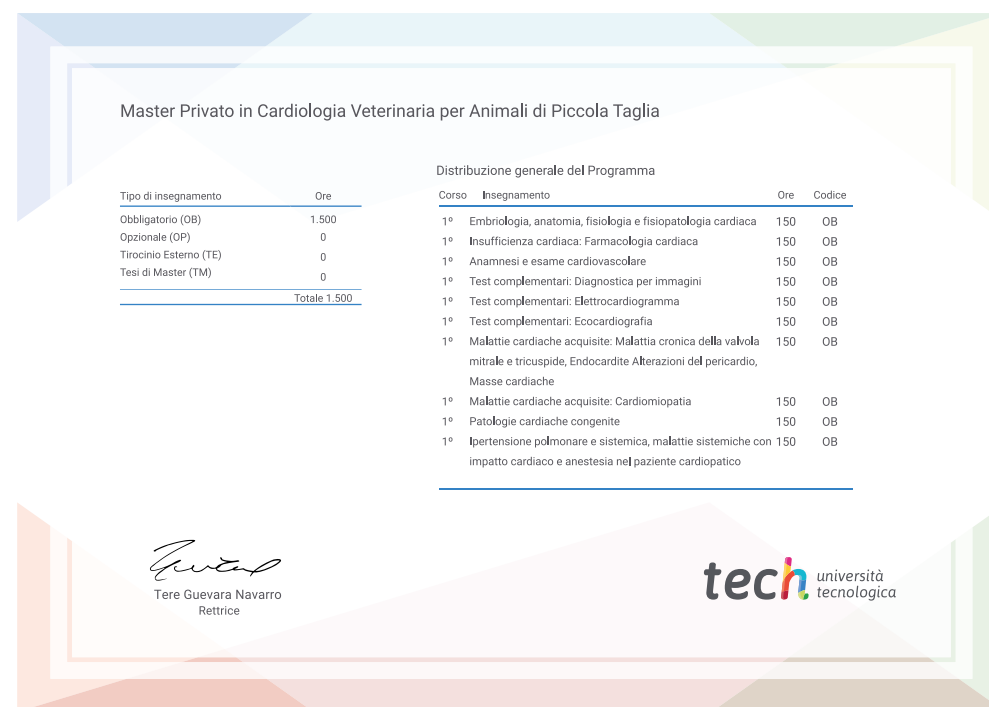 Master Privato in Cardiologia Veterinaria per Animali di Piccola Taglia
Tipo di insegnamento Ore
Obbligatorio (OB) 1.500
Opzionale (OP) 0
Tirocinio Esterno (TE) 0
Tesi di Master (TM) 0
Totale 1.500
Distribuzione generale del Programma
Corso Insegnamento Ore Codice
1º Embriologia, anatomia, fisiologia e fisiopatologia cardiaca 150 OB
1º Insufficienza cardiaca: Farmacologia cardiaca 150 OB
1º Anamnesi e esame cardiovascolare 150 OB
1º Test complementari: Diagnostica per immagini 150 OB
1º Test complementari: Elettrocardiogramma 150 OB
1º Test complementari: Ecocardiografia 150 OB
1º Malattie cardiache acquisite: Malattia cronica della valvola 150 OB
mitrale e tricuspide, Endocardite Alterazioni del pericardio,
Masse cardiache
1º Malattie cardiache acquisite: Cardiomiopatia 150 OB
1º Patologie cardiache congenite 150 OB
1º Ipertensione polmonare e sistemica, malattie sistemiche con 150 OB
impatto cardiaco e anestesia nel paziente cardiopatico
Tere Guevara Navarro
Rettrice
tech università
tecnologica